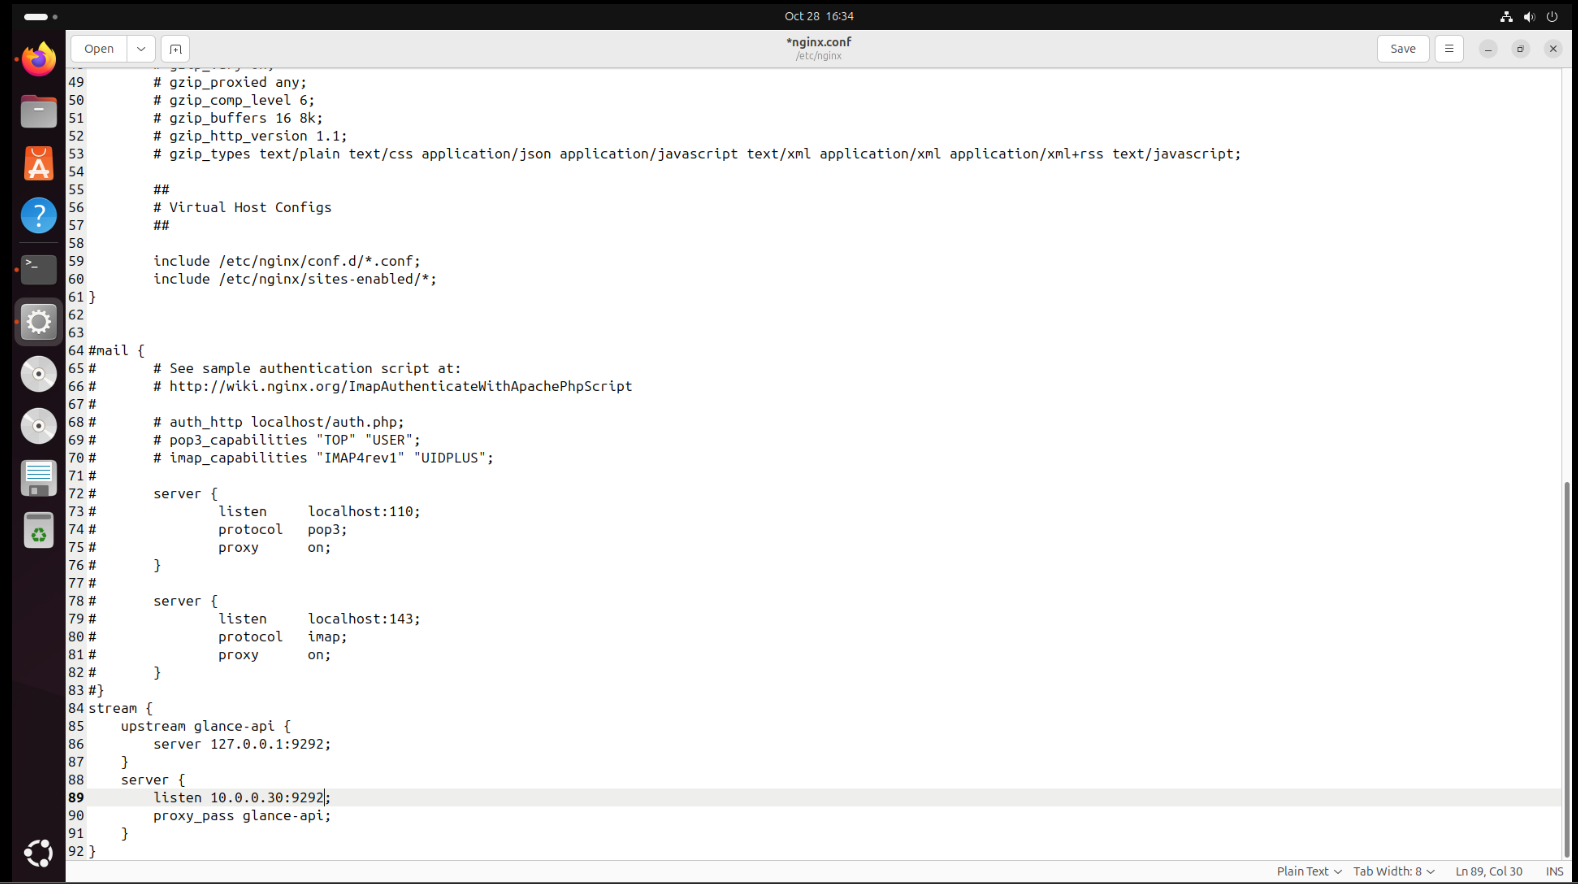 Oct 28 16:34
Open
*nginx.conf
/etc/nginx
Save
49 # gzip_proxied any;
50 # gzip_comp_level 6;
51 # gzip_buffers 16 8k;
52 # gzip_http_version 1.1;
53 # gzip_types text/plain text/css application/json application/javascript text/xml application/xml application/xml+rss text/javascript;
54
55 ##
56 # Virtual Host Configs
57 ##
58
59 include /etc/nginx/conf.d/*.conf;
60 include /etc/nginx/sites-enabled/*;
61 }
62
63
64 #mail {
65 # # See sample authentication script at:
66 # # http://wiki.nginx.org/ImapAuthenticateWithApachePhpScript
67 #
68 # # auth_http localhost/auth.php;
69 # # pop3_capabilities "TOP" "USER";
70 # # imap_capabilities "IMAP4rev1" "UIDPLUS";
71 #
72 # server {
73 # listen localhost:110;
74 # protocol pop3;
75 # proxy on;
76 # }
77 #
78 # server {
79 # listen localhost:143;
80 # protocol imap;
81 # proxy on;
82 # }
83 #}
84 stream {
85 upstream glance-api {
86 server 127.0.0.1:9292;
87 }
88 server {
89 listen 10.0.0.30:9292;
90 proxy_pass glance-api;
91 }
92 }
Plain Text Tab Width: 8 Ln 89, Col 30 INS